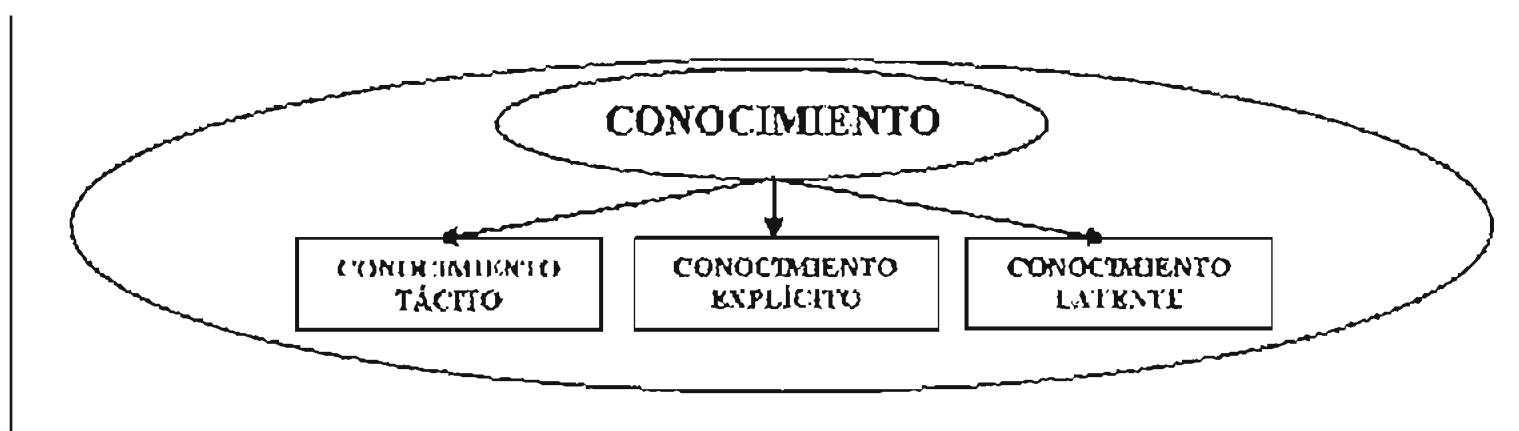 CONOCIMIENTO
CONOCIMIENTO
TÁCITO
CONOCIMIENTO
EXPLÍCITO
CONOCIMIENTO
LATENTE